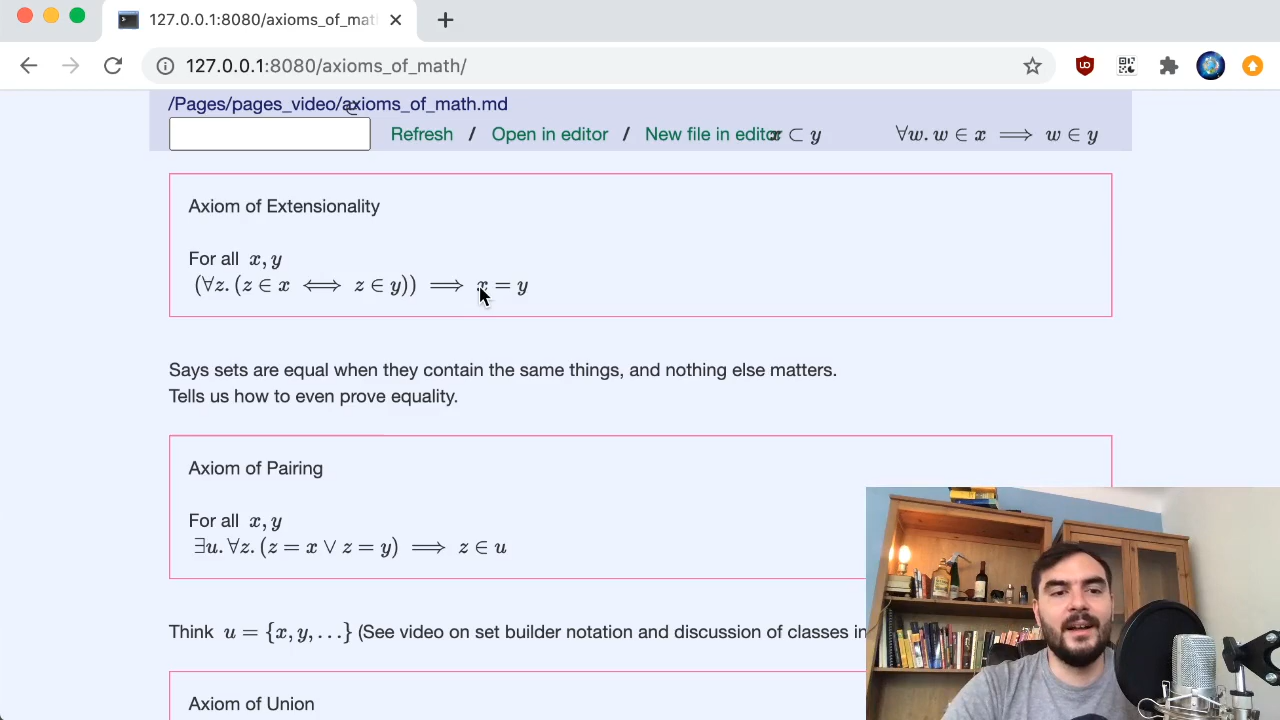 127.0.0.1:8080/axioms_of_mat
127.0.0.1:8080/axioms_of_math/
/Pages/pages_video/axioms_of_math.md
∈
Refresh / Open in editor / New file in editor x ⊂ y ∀w. w ∈ x ⟹ w ∈ y
Axiom of Extensionality
For all x, y
(∀z. (z ∈ x ⟺ z ∈ y)) ⟹ x = y
Says sets are equal when they contain the same things, and nothing else matters.
Tells us how to even prove equality.
Axiom of Pairing
For all x, y
∃u. ∀z. (z = x ∨ z = y) ⟹ z ∈ u
Think u = {x, y, …} (See video on set builder notation and discussion of classes in
Axiom of Union